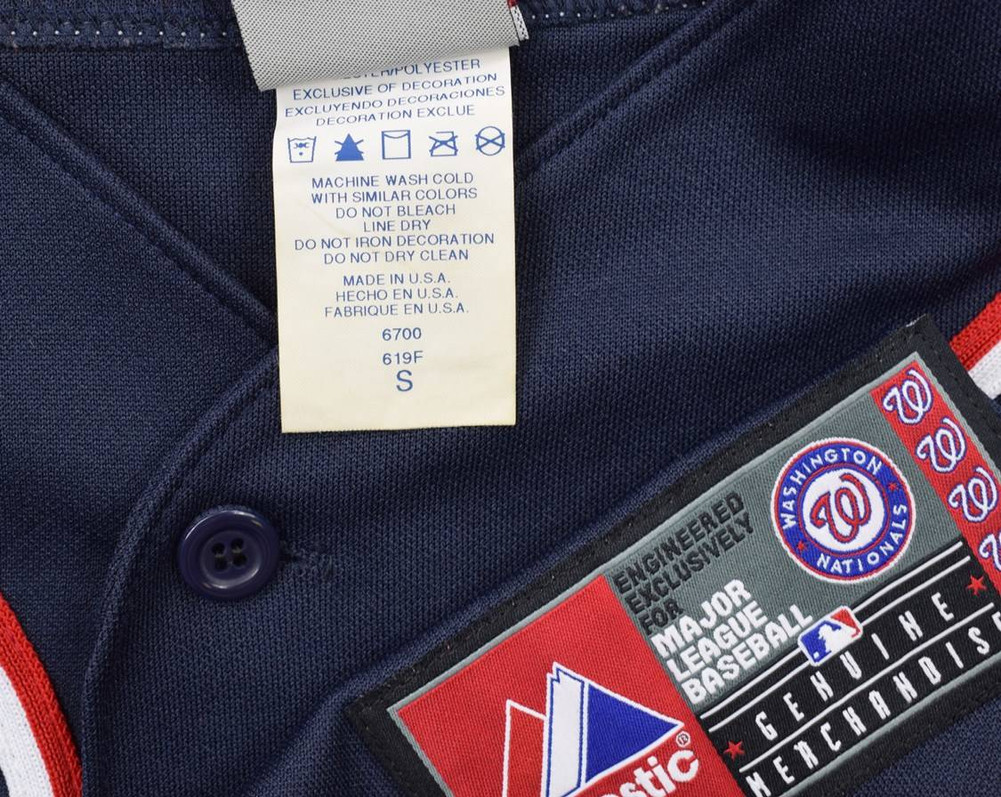 EXCLUSIVE OF DECORATION
EXCLUYENDO DECORACIONES
DECORATION EXCLUE
MACHINE WASH COLD
WITH SIMILAR COLORS
DO NOT BLEACH
LINE DRY
DO NOT IRON DECORATION
DO NOT DRY CLEAN
MADE IN U.S.A.
HECHO EN U.S.A.
FABRIQUE EN U.S.A.
6700
619F
S
WASHINGTON
W
NATIONALS
W
W
W
W
ENGINEERED
EXCLUSIVELY
FOR
MAJOR
LEAGUE
BASEBALL
GENUINE
®